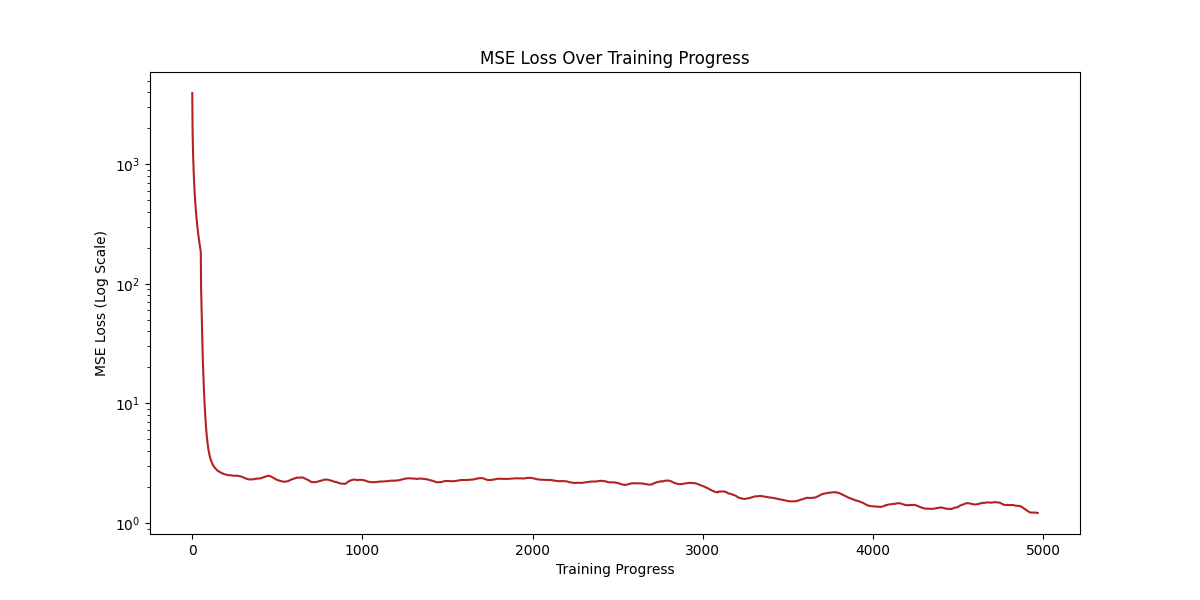 MSE Loss Over Training Progress
MSE Loss (Log Scale)
10³
10²
10¹
10⁰
0 1000 2000 3000 4000 5000
Training Progress